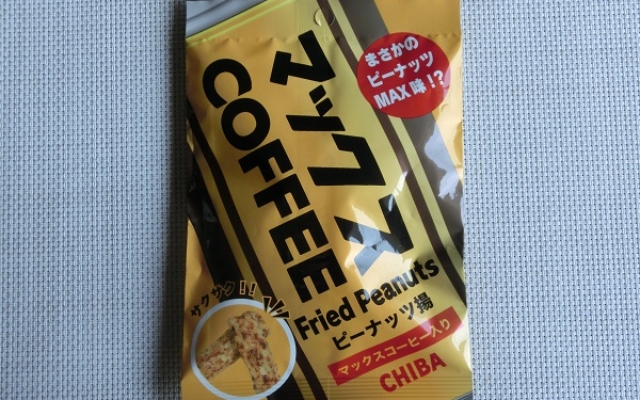 まさかの
ピーナッツ
MAX味!?
マックス
COFFEE
Fried Peanuts
ピーナッツ揚
マックスコーヒー入り
CHIBA
サクサク!!